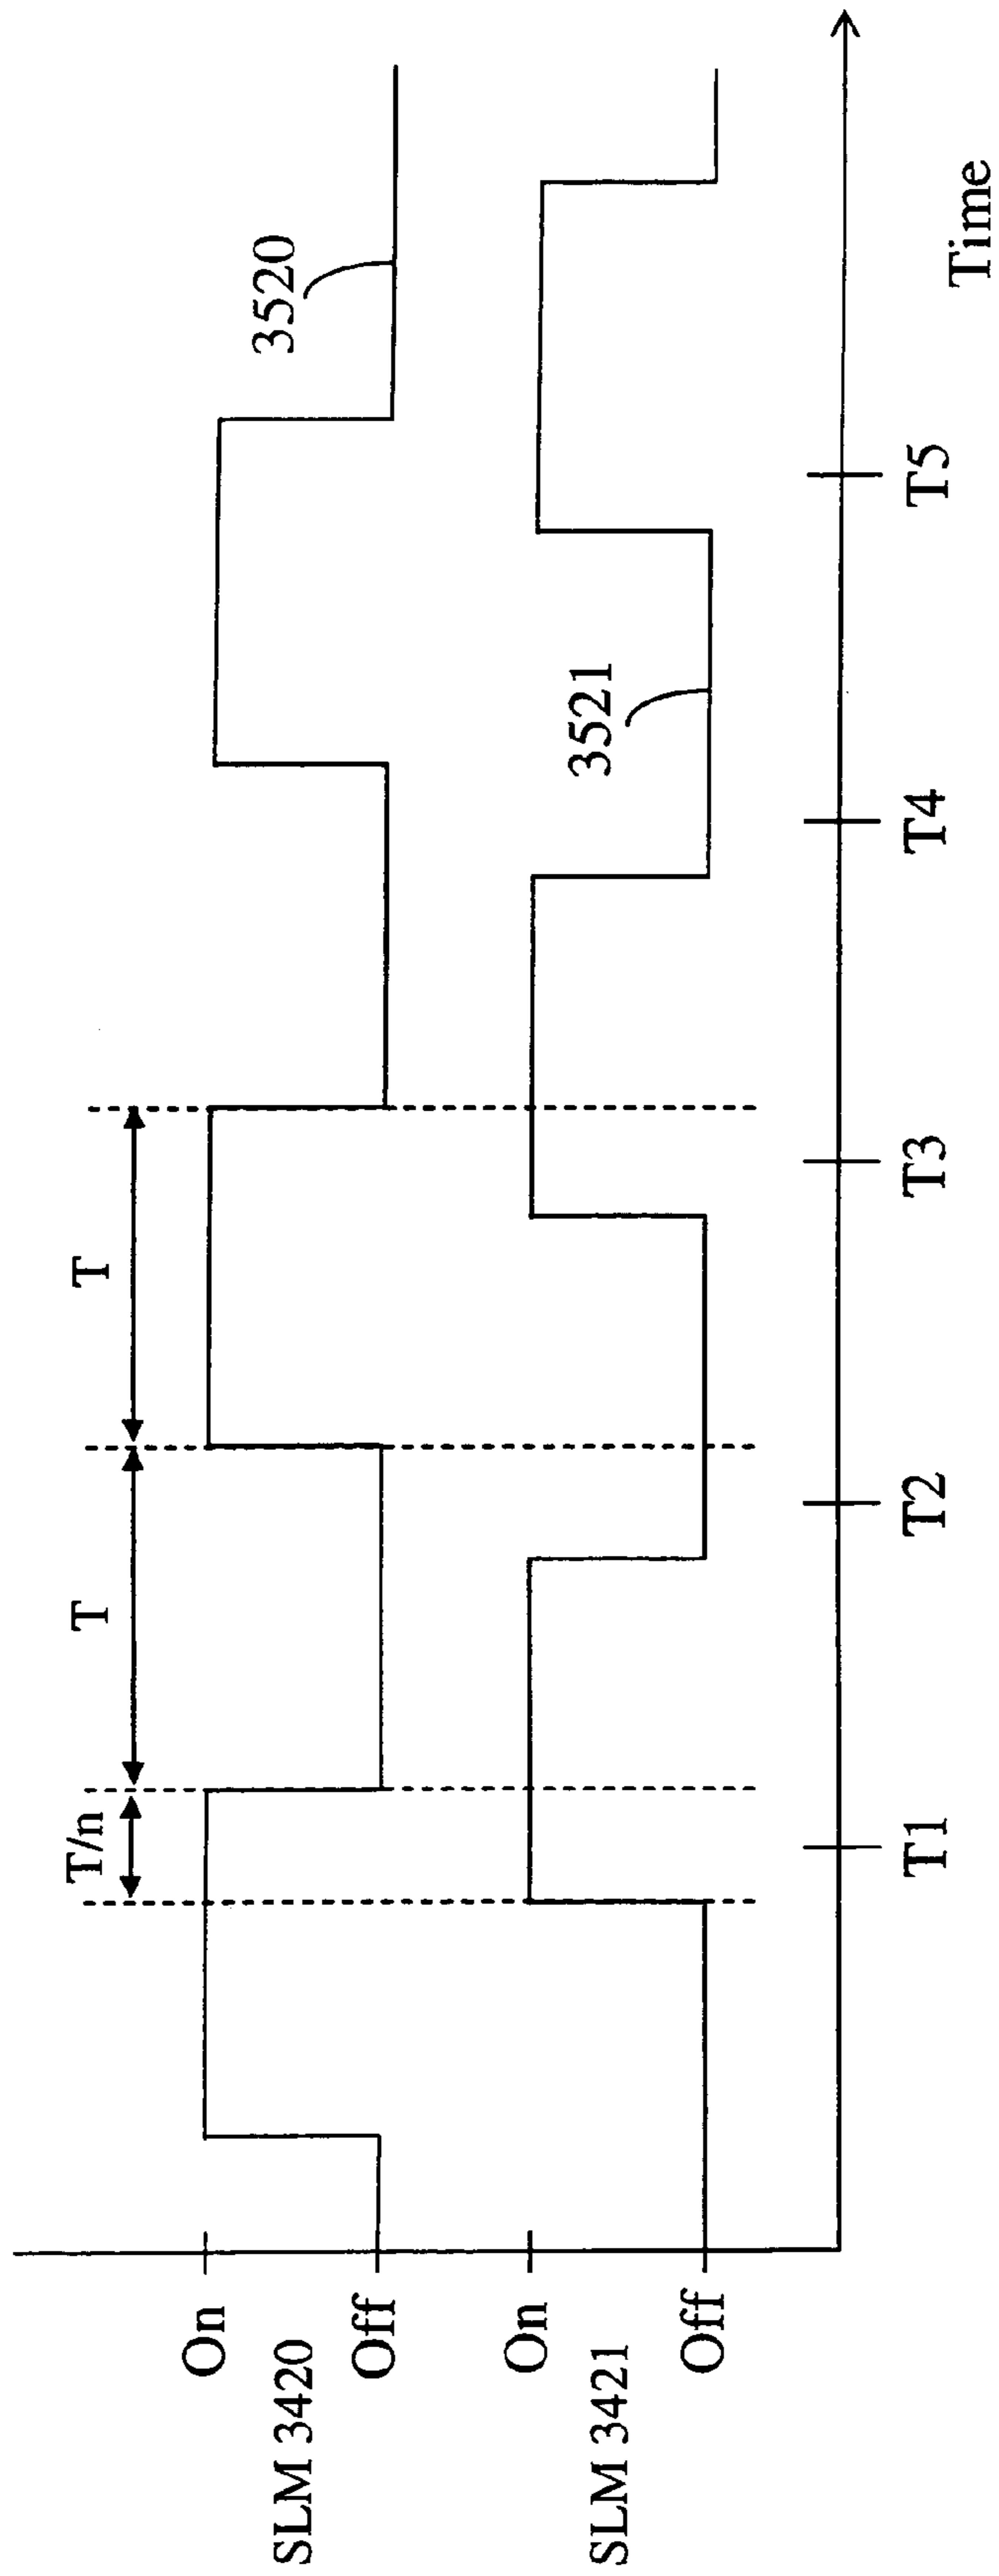 T/n T T
On
SLM 3420
Off
3520
On
SLM 3421
Off
3521
T1 T2 T3 T4 T5
Time